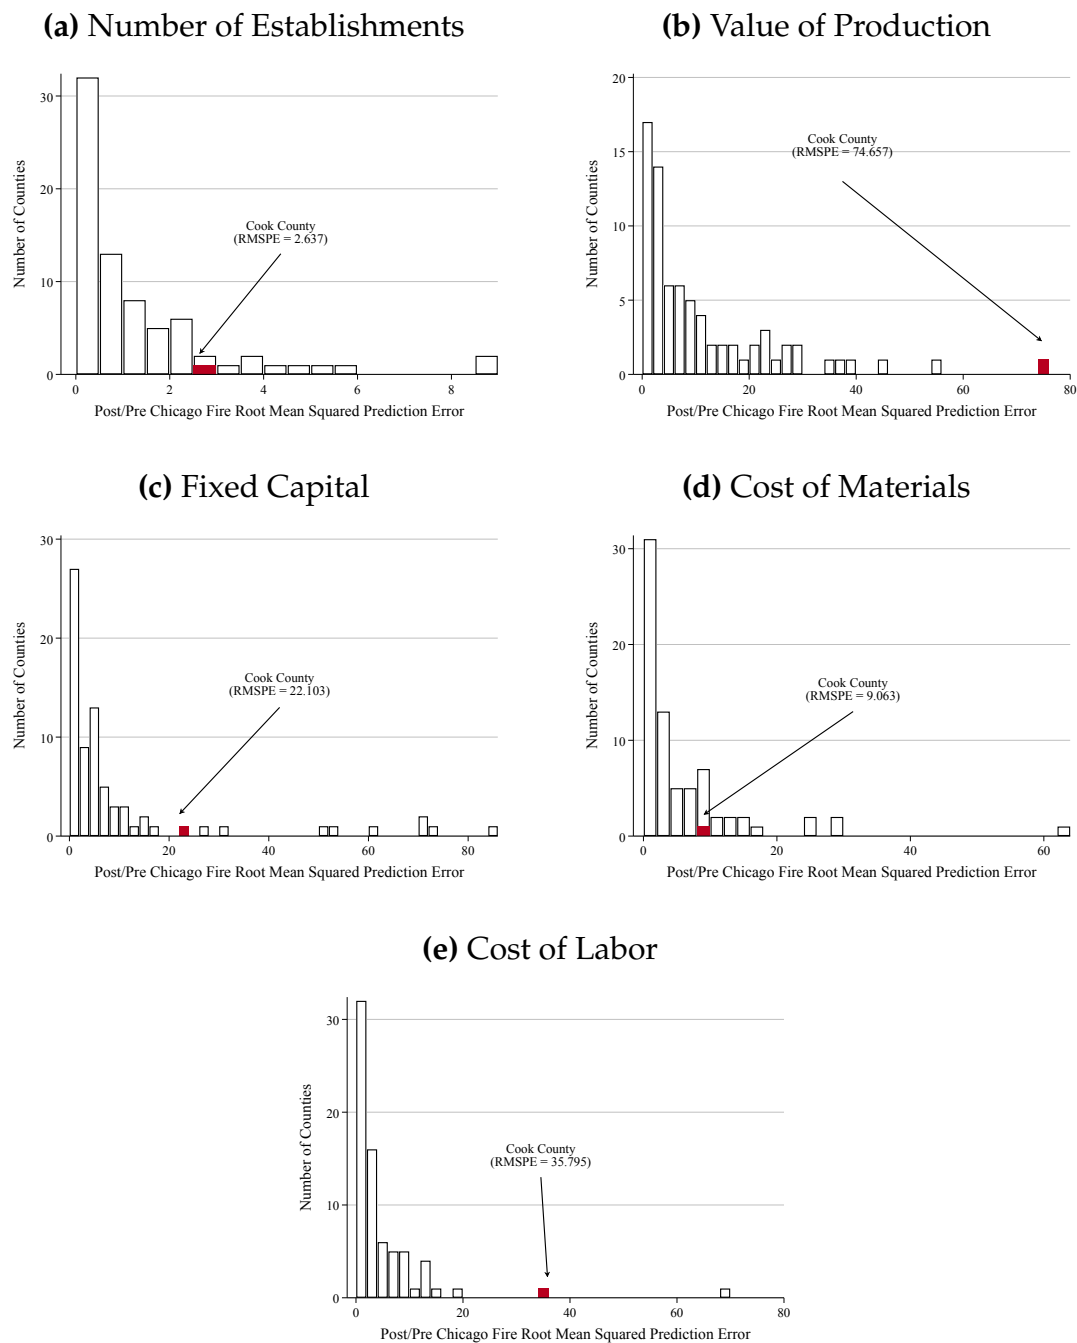 (a) Number of Establishments
30
20
10
0
Number of Counties
Cook County
(RMSPE = 2.637)
0 2 4 6 8
Post/Pre Chicago Fire Root Mean Squared Prediction Error
(b) Value of Production
20
15
10
5
0
Number of Counties
Cook County
(RMSPE = 74.657)
0 20 40 60 80
Post/Pre Chicago Fire Root Mean Squared Prediction Error
(c) Fixed Capital
30
20
10
0
Number of Counties
Cook County
(RMSPE = 22.103)
0 20 40 60 80
Post/Pre Chicago Fire Root Mean Squared Prediction Error
(d) Cost of Materials
30
20
10
0
Number of Counties
Cook County
(RMSPE = 9.063)
0 20 40 60
Post/Pre Chicago Fire Root Mean Squared Prediction Error
(e) Cost of Labor
30
20
10
0
Number of Counties
Cook County
(RMSPE = 35.795)
0 20 40 60 80
Post/Pre Chicago Fire Root Mean Squared Prediction Error